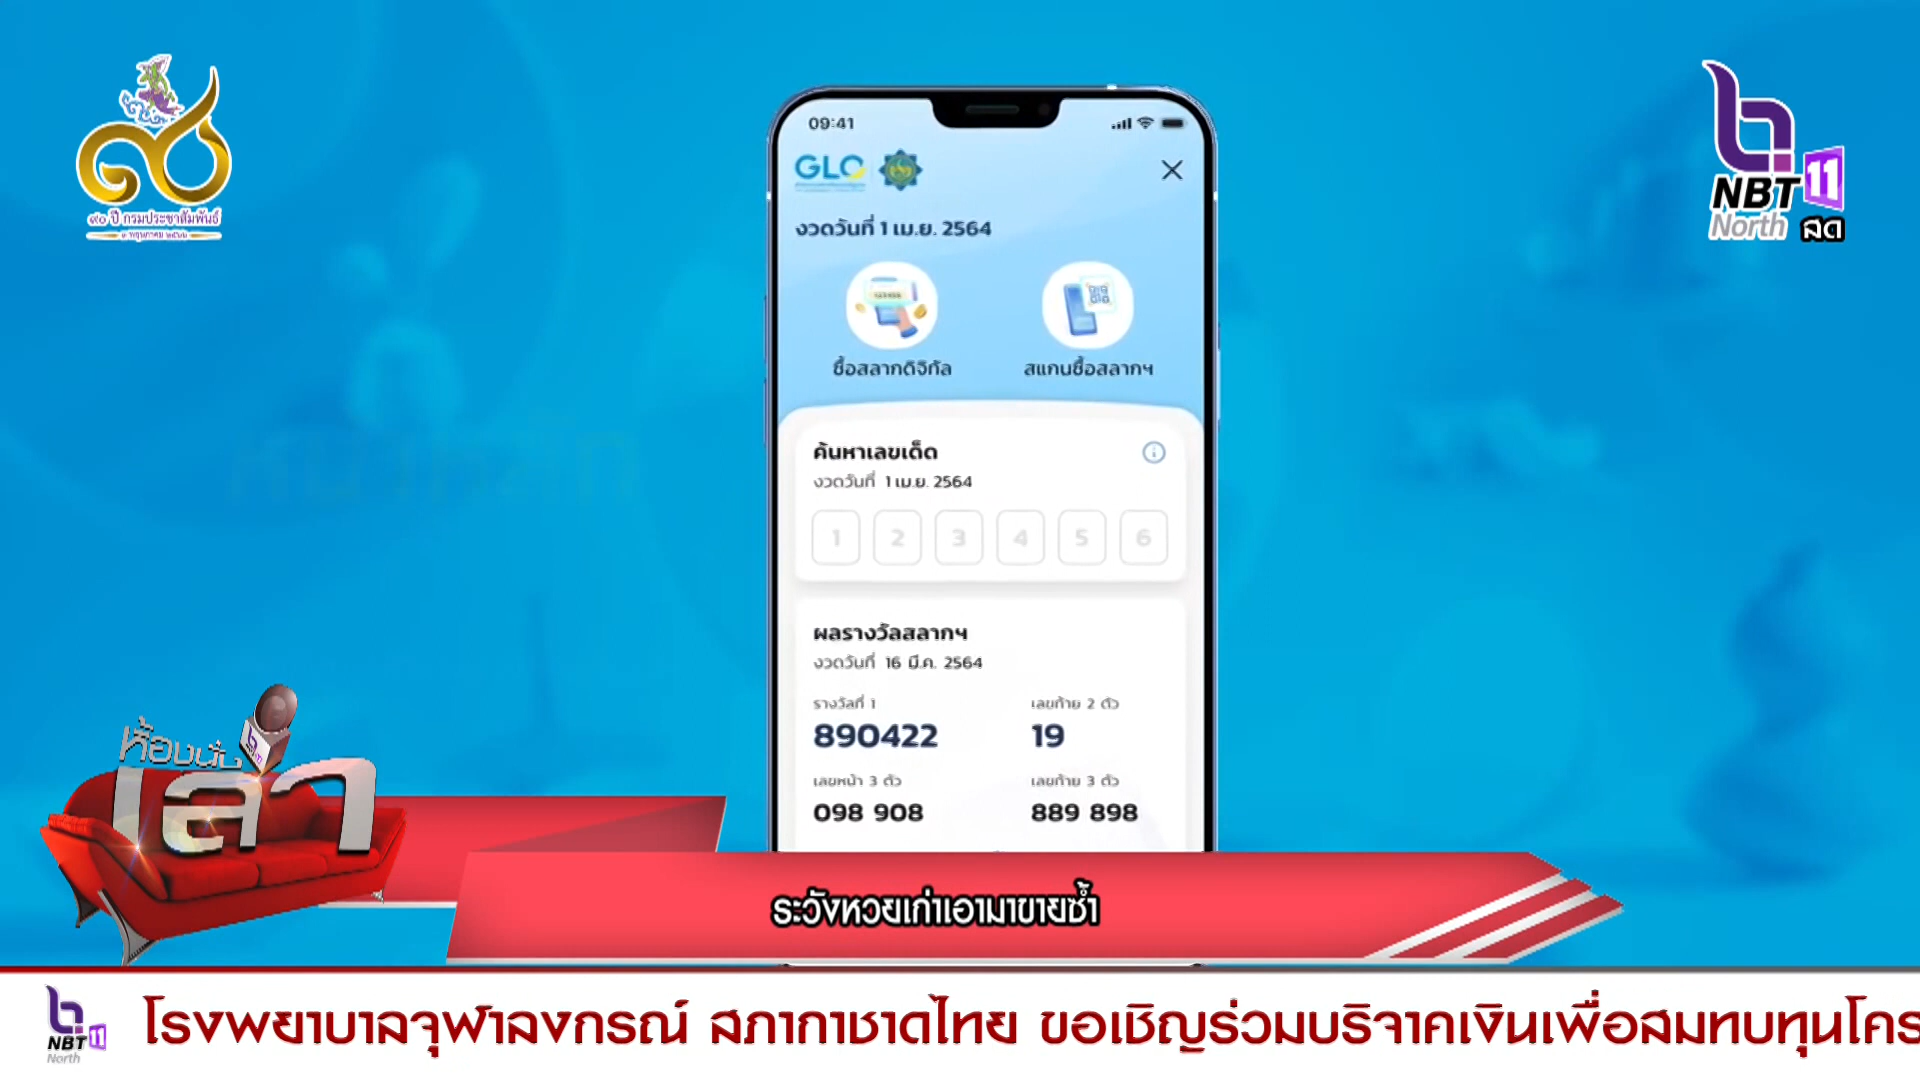 ๙๐ ปี กรมประชาสัมพันธ์
NBT 11
North สด
09:41
GLO
งวดวันที่ 1 เม.ย. 2564
ซื้อสลากดิจิทัล
สแกนซื้อสลากฯ
ค้นหาเลขเด็ด
งวดวันที่ 1 เม.ย. 2564
1 2 3 4 5 6
ผลรางวัลสลากฯ
งวดวันที่ 16 มี.ค. 2564
รางวัลที่ 1
890422
เลขท้าย 2 ตัว
19
เลขหน้า 3 ตัว
098 908
เลขท้าย 3 ตัว
889 898
ห้องนั่ง
เล่า
ระวังหวยเก่าเอามาขายซ้ำ
NBT 11
North
โรงพยาบาลจุฬาลงกรณ์ สภากาชาดไทย ขอเชิญร่วมบริจาคเงินเพื่อสมทบทุนโคร